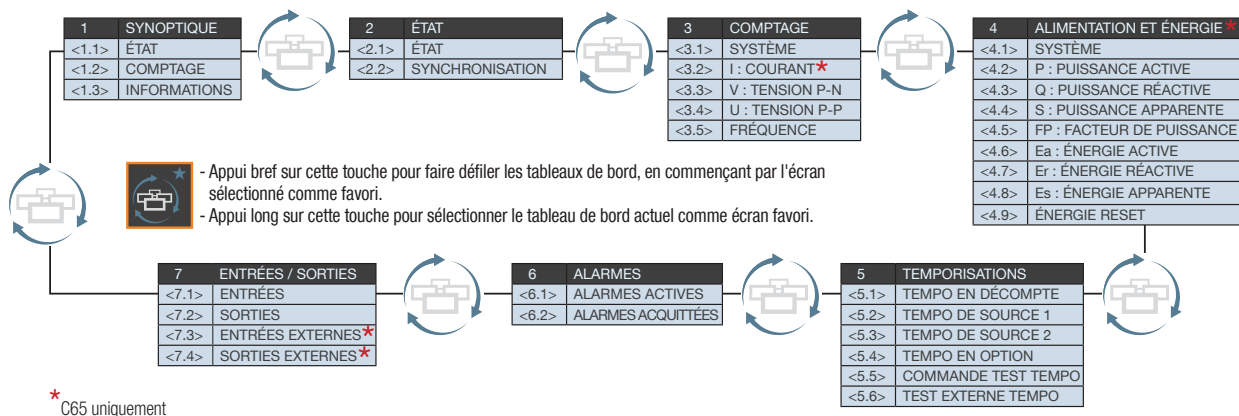 1 SYNOPTIQUE
<1.1> ÉTAT
<1.2> COMPTAGE
<1.3> INFORMATIONS
2 ÉTAT
<2.1> ÉTAT
<2.2> SYNCHRONISATION
3 COMPTAGE
<3.1> SYSTÈME
<3.2> I : COURANT*
<3.3> V : TENSION P-N
<3.4> U : TENSION P-P
<3.5> FRÉQUENCE
4 ALIMENTATION ET ÉNERGIE*
<4.1> SYSTÈME
<4.2> P : PUISSANCE ACTIVE
<4.3> Q : PUISSANCE RÉACTIVE
<4.4> S : PUISSANCE APPARENTE
<4.5> FP : FACTEUR DE PUISSANCE
<4.6> Ea : ÉNERGIE ACTIVE
<4.7> Er : ÉNERGIE RÉACTIVE
<4.8> Es : ÉNERGIE APPARENTE
<4.9> ÉNERGIE RESET
- Appui bref sur cette touche pour faire défiler les tableaux de bord, en commençant par l'écran
sélectionné comme favori.
- Appui long sur cette touche pour sélectionner le tableau de bord actuel comme écran favori.
7 ENTRÉES / SORTIES
<7.1> ENTRÉES
<7.2> SORTIES
<7.3> ENTRÉES EXTERNES*
<7.4> SORTIES EXTERNES*
6 ALARMES
<6.1> ALARMES ACTIVES
<6.2> ALARMES ACQUITTÉES
5 TEMPORISATIONS
<5.1> TEMPO EN DÉCOMPTE
<5.2> TEMPO DE SOURCE 1
<5.3> TEMPO DE SOURCE 2
<5.4> TEMPO EN OPTION
<5.5> COMMANDE TEST TEMPO
<5.6> TEST EXTERNE TEMPO
*C65 uniquement